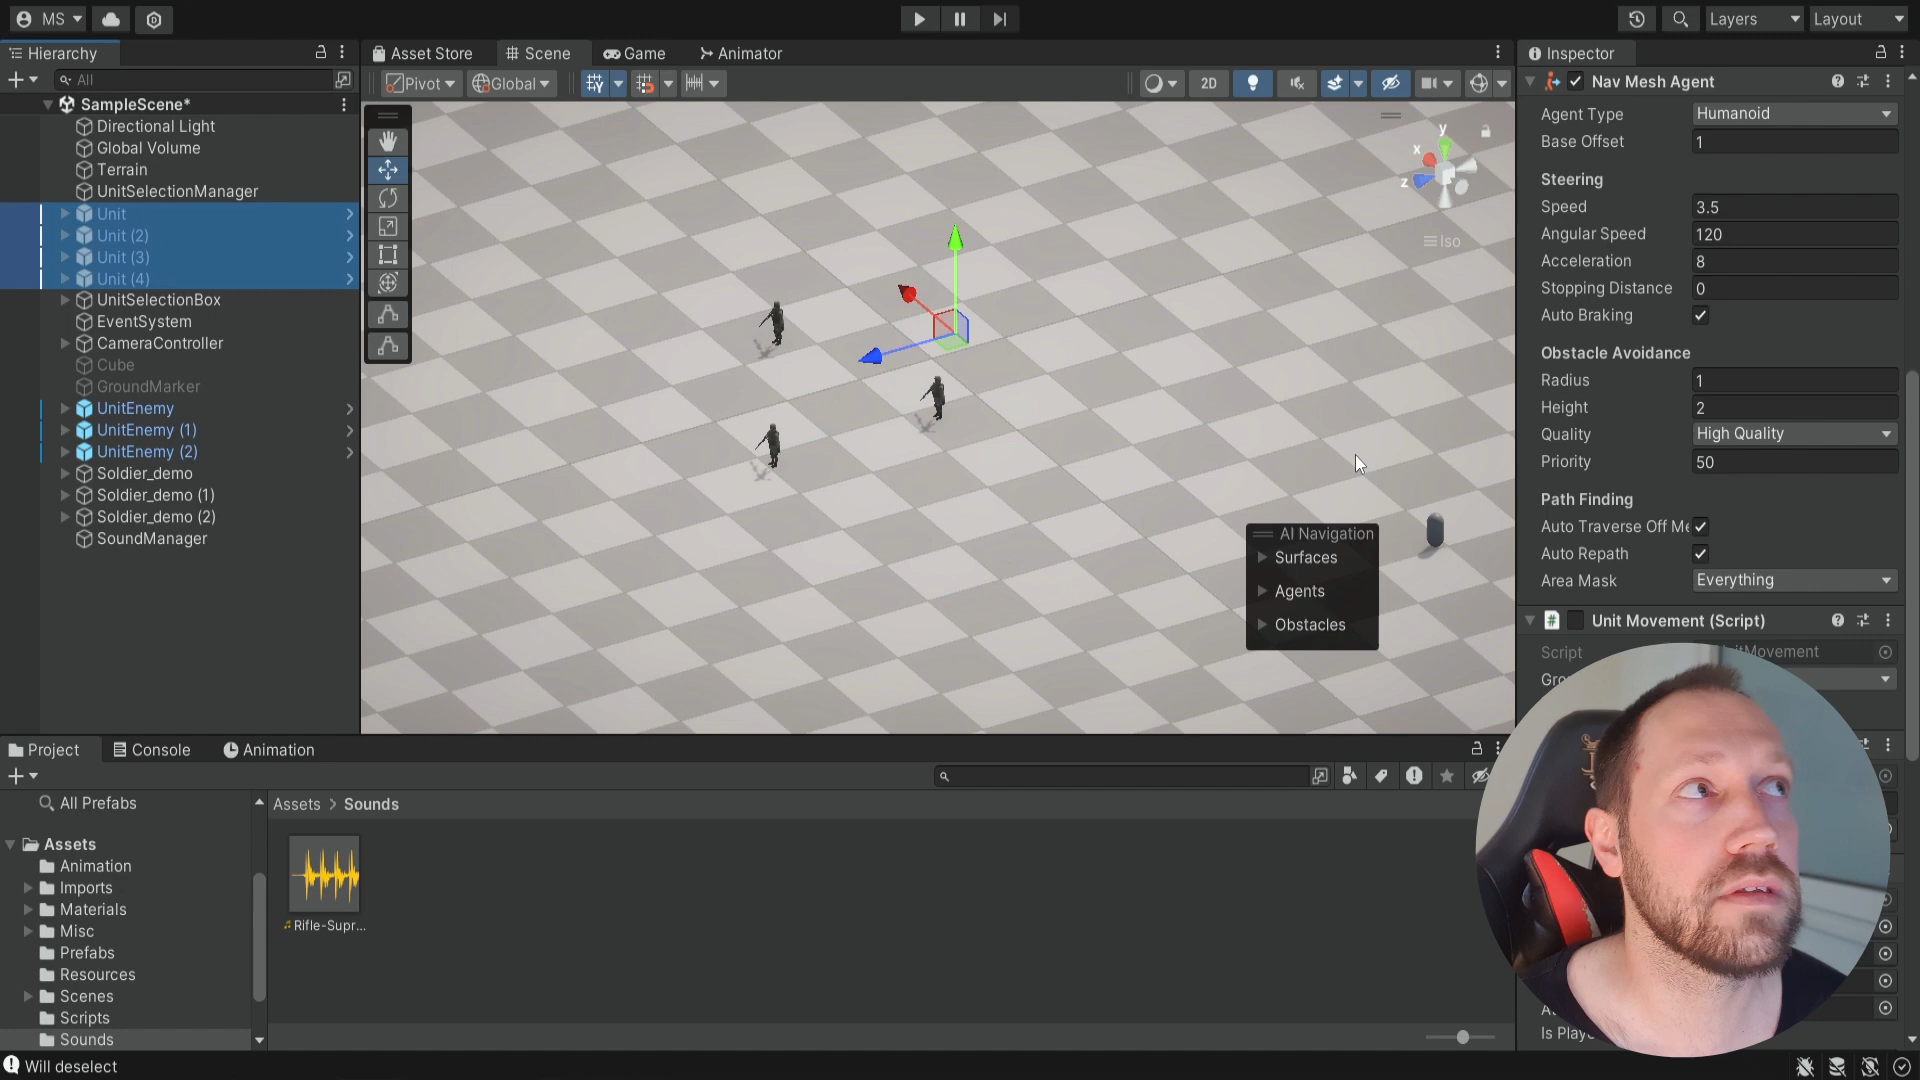 MS
Layers
Layout
Hierarchy
Asset Store
Scene
Game
Animator
Inspector
All
Pivot
Global
2D
SampleScene*
Directional Light
Global Volume
Terrain
UnitSelectionManager
Unit
Unit (2)
Unit (3)
Unit (4)
UnitSelectionBox
EventSystem
CameraController
Cube
GroundMarker
UnitEnemy
UnitEnemy (1)
UnitEnemy (2)
Soldier_demo
Soldier_demo (1)
Soldier_demo (2)
SoundManager
y
x
z
Iso
AI Navigation
Surfaces
Agents
Obstacles
Nav Mesh Agent
Agent Type
Humanoid
Base Offset
1
Steering
Speed
3.5
Angular Speed
120
Acceleration
8
Stopping Distance
0
Auto Braking
Obstacle Avoidance
Radius
1
Height
2
Quality
High Quality
Priority
50
Path Finding
Auto Traverse Off Me
Auto Repath
Area Mask
Everything
# Unit Movement (Script)
Script
itMovement
Gro
Is Playe
Project
Console
Animation
All Prefabs
Assets
Animation
Imports
Materials
Misc
Prefabs
Resources
Scenes
Scripts
Sounds
Assets > Sounds
Rifle-Supr...
Will deselect